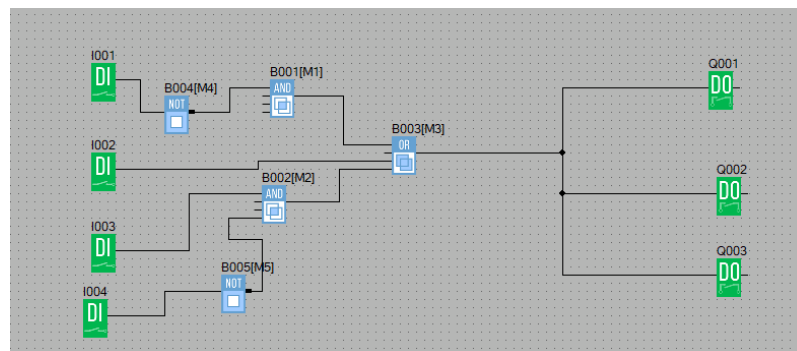 I001
DI
B004[M4]
NOT
B001[M1]
AND
Q001
DO
I002
DI
B003[M3]
OR
B002[M2]
AND
Q002
DO
I003
DI
B005[M5]
NOT
Q003
DO
I004
DI